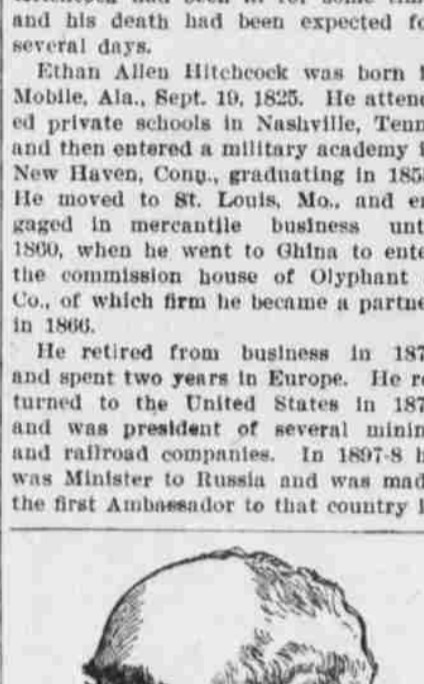 and his death had been expected fo
several days.
Ethan Allen Hitchcock was born
Mobile, Ala., Sept. 19, 1825. He attend
ed private schools in Nashville, Tenn
and then entered a military academy i
New Haven, Conn., graduating in 185
He moved to St. Louis, Mo., and en
gaged in mercantile business unt
1860, when he went to Ghina to ente
the commission house of Olyphant
Co., of which firm he became a partne
in 1866.
He retired from business in 187
and spent two years in Europe. He re
turned to the United States in 187
and was president of several minin
and railroad companies. In 1897-8 h
was Minister to Russia and was mad
the first Ambassador to that country i